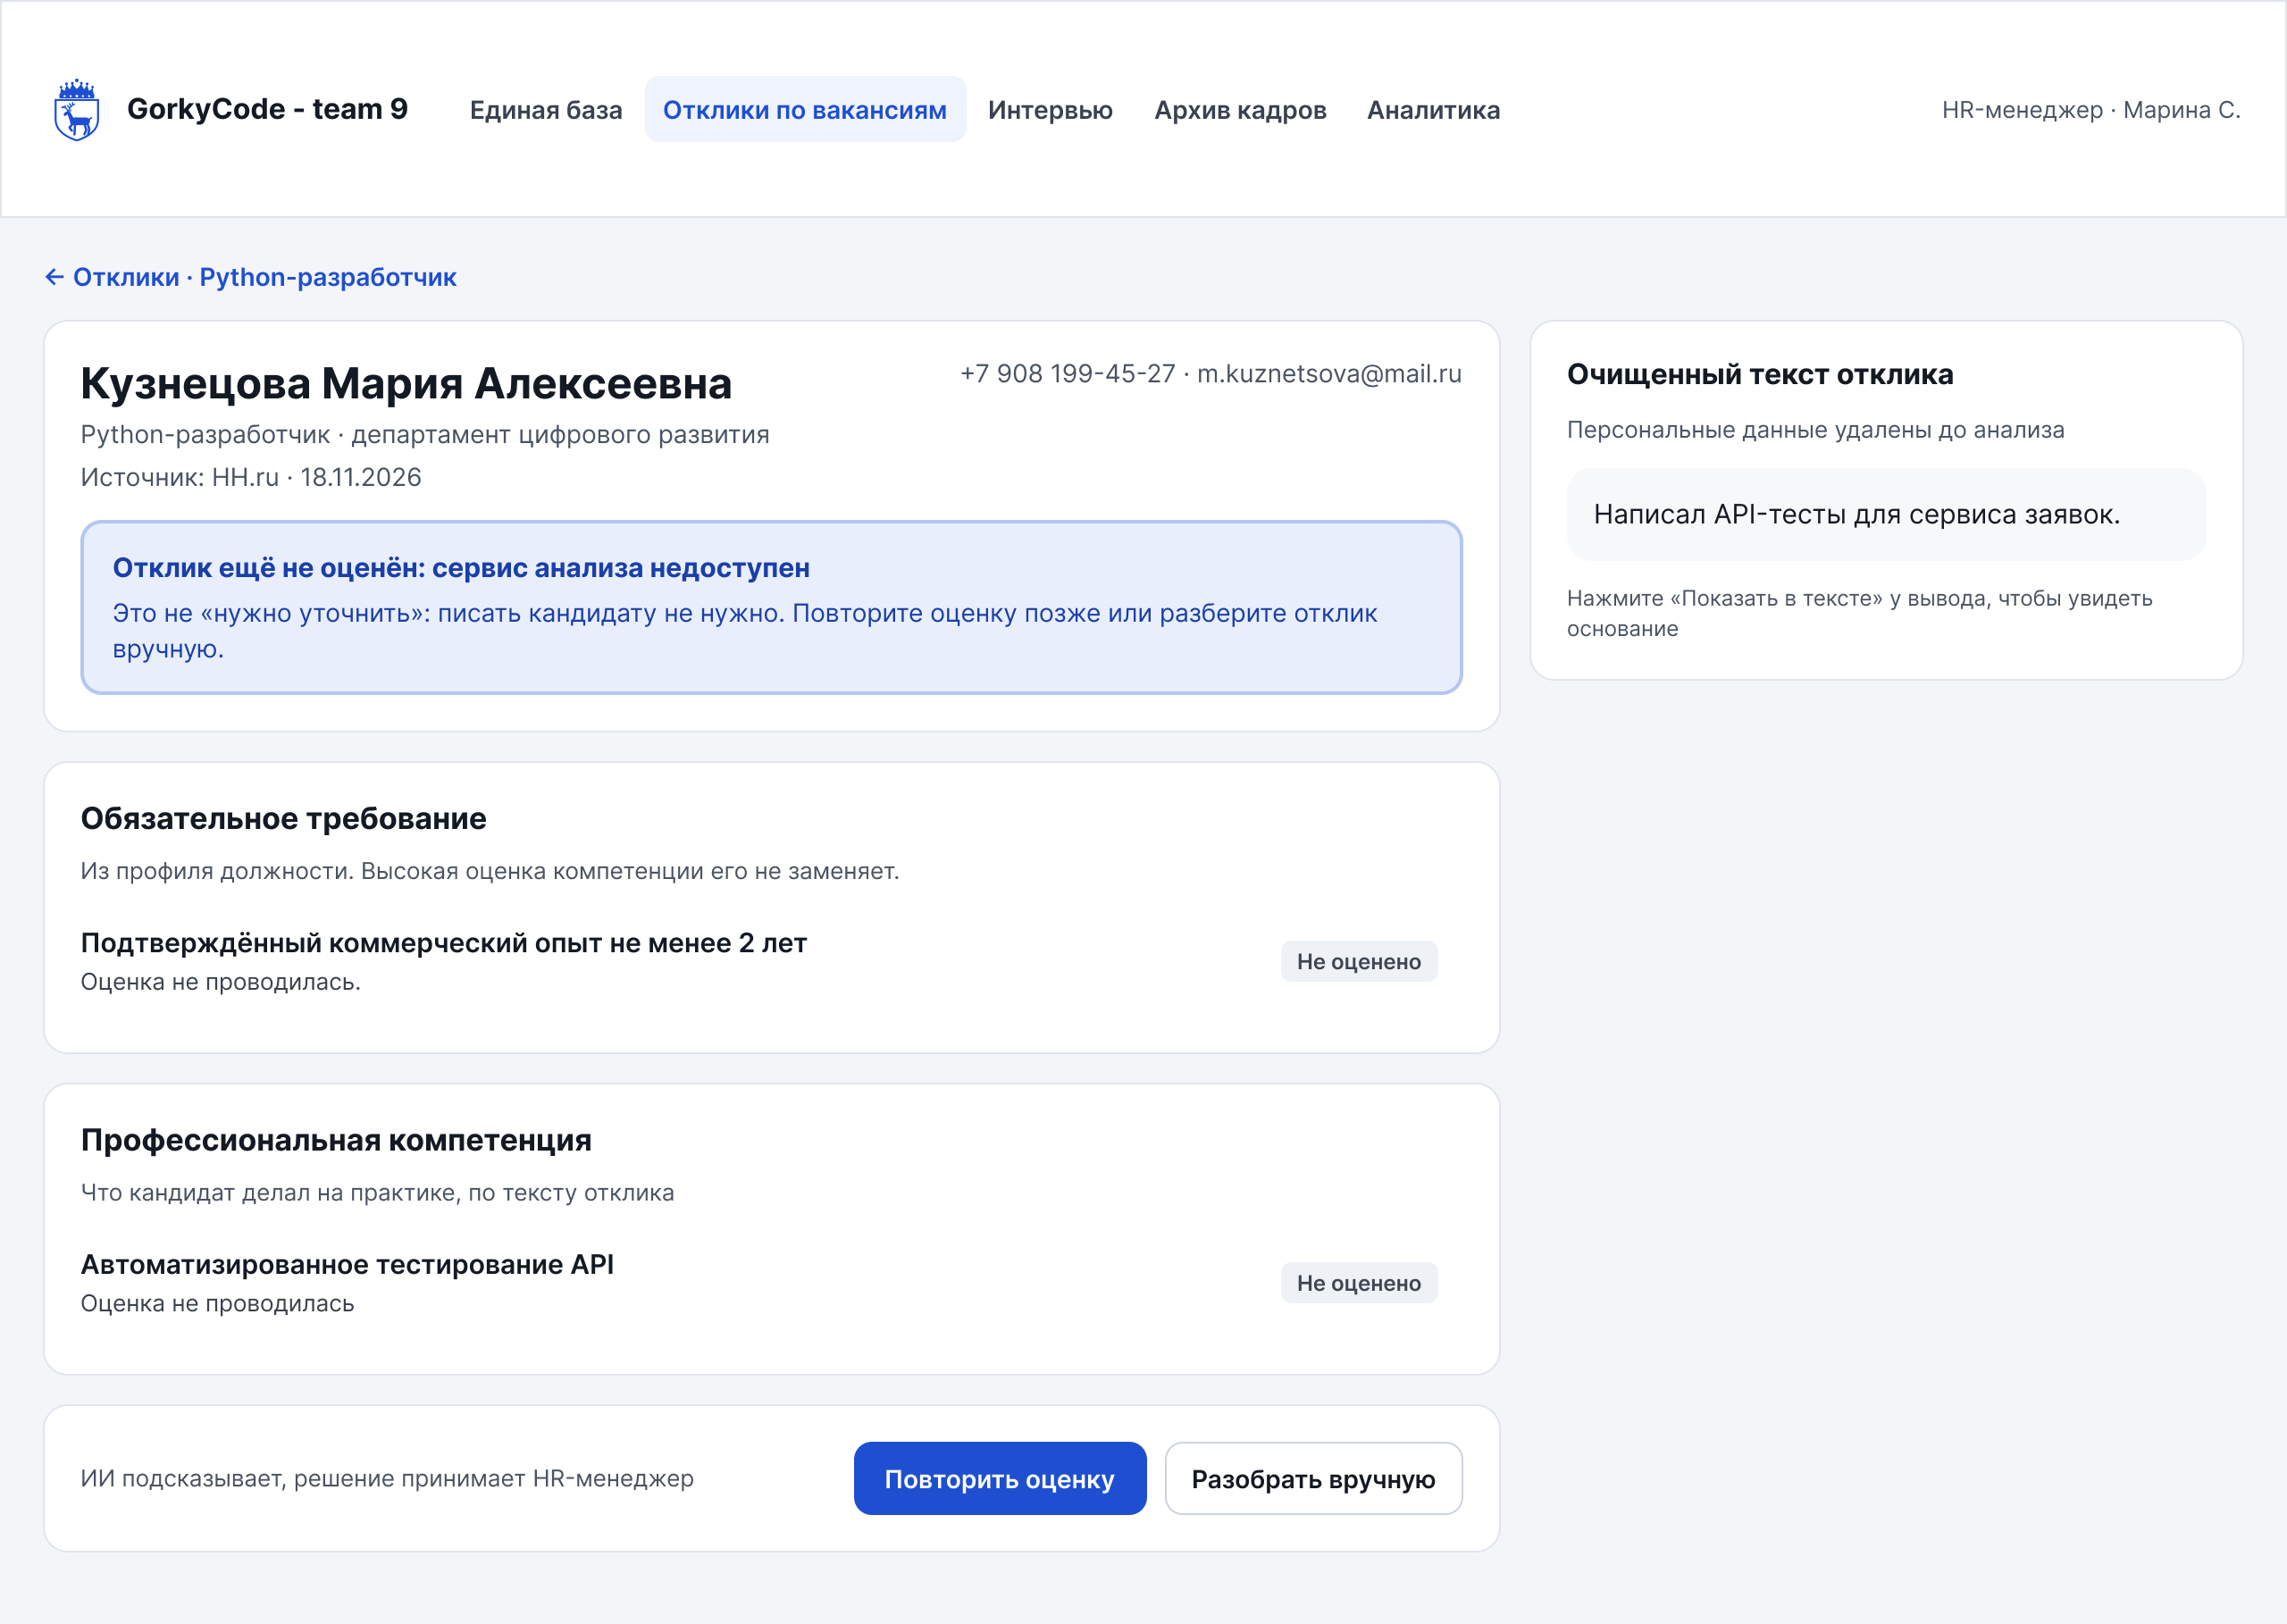 GorkyCode - team 9
Единая база
Отклики по вакансиям
Интервью
Архив кадров
Аналитика
HR-менеджер · Марина С.
← Отклики · Python-разработчик
Кузнецова Мария Алексеевна
+7 908 199-45-27 · m.kuznetsova@mail.ru
Python-разработчик · департамент цифрового развития
Источник: HH.ru · 18.11.2026
Отклик ещё не оценён: сервис анализа недоступен
Это не «нужно уточнить»: писать кандидату не нужно. Повторите оценку позже или разберите отклик
вручную.
Обязательное требование
Из профиля должности. Высокая оценка компетенции его не заменяет.
Подтверждённый коммерческий опыт не менее 2 лет
Оценка не проводилась.
Не оценено
Профессиональная компетенция
Что кандидат делал на практике, по тексту отклика
Автоматизированное тестирование API
Оценка не проводилась
Не оценено
ИИ подсказывает, решение принимает HR-менеджер
Повторить оценку
Разобрать вручную
Очищенный текст отклика
Персональные данные удалены до анализа
Написал API-тесты для сервиса заявок.
Нажмите «Показать в тексте» у вывода, чтобы увидеть
основание